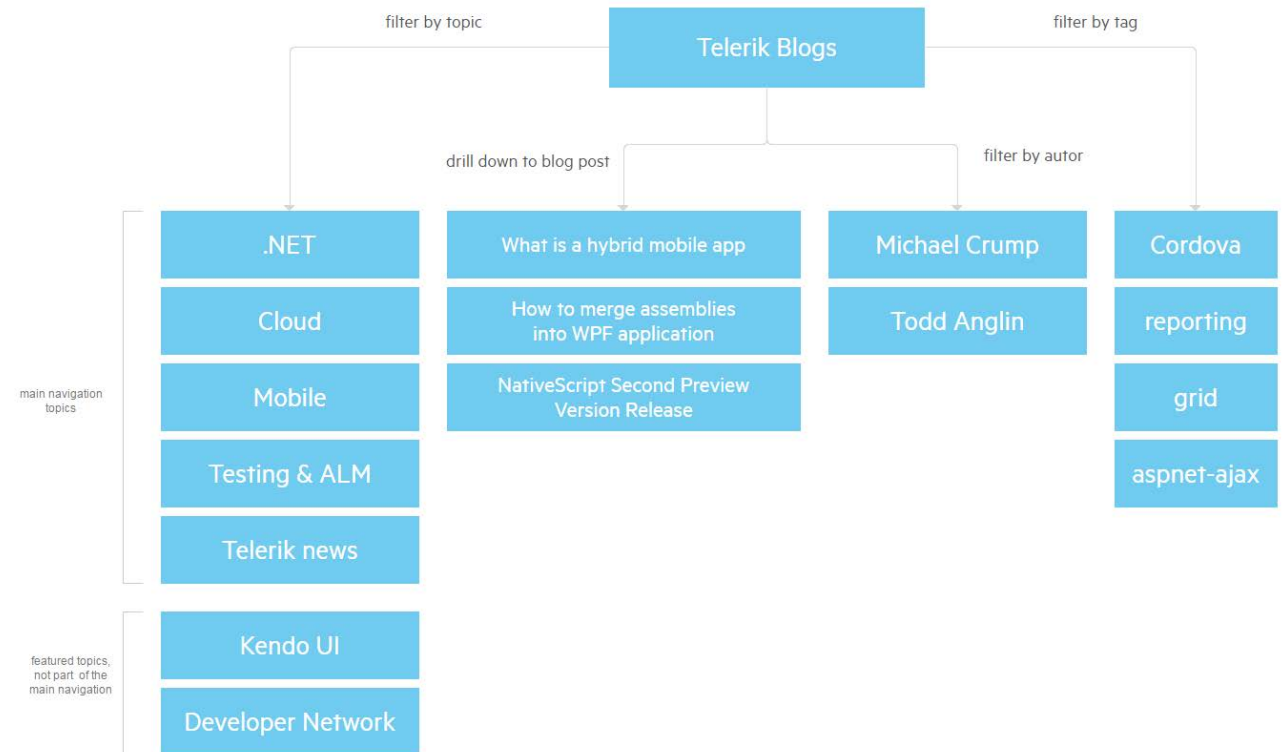 filter by topic
Telerik Blogs
filter by tag
drill down to blog post
filter by autor
main navigation
topics
.NET
Cloud
Mobile
Testing & ALM
Telerik news
featured topics,
not part of the
main navigation
Kendo UI
Developer Network
What is a hybrid mobile app
How to merge assemblies
into WPF application
NativeScript Second Preview
Version Release
Michael Crump
Todd Anglin
Cordova
reporting
grid
aspnet-ajax